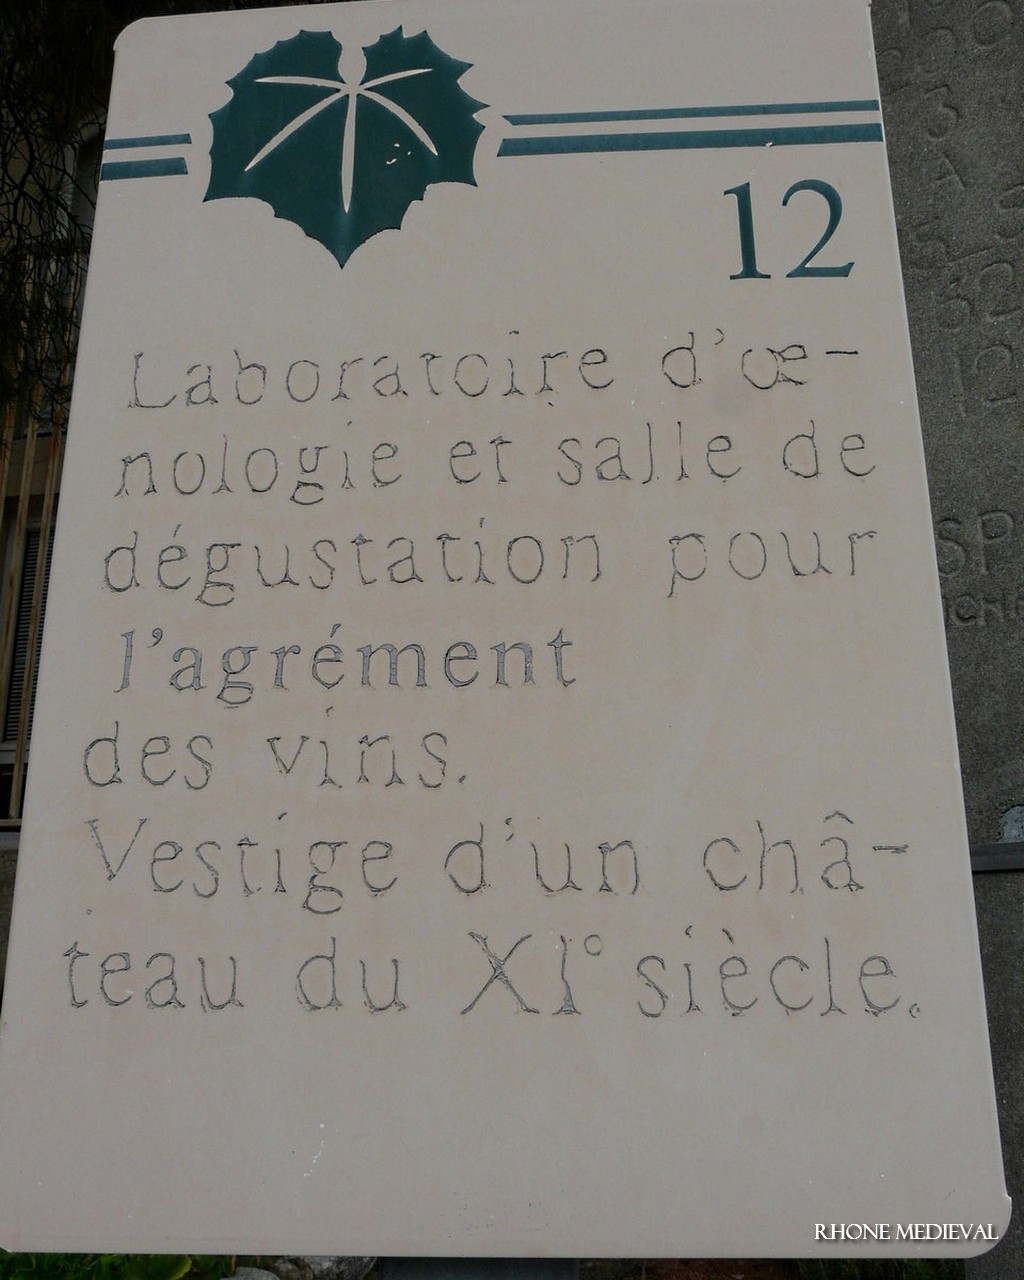 12
Laboratoire d'œ-
nologie et salle de
dégustation pour
l'agrément
des vins.
Vestige d'un châ-
teau du XI° siècle.
RHONE MEDIEVAL